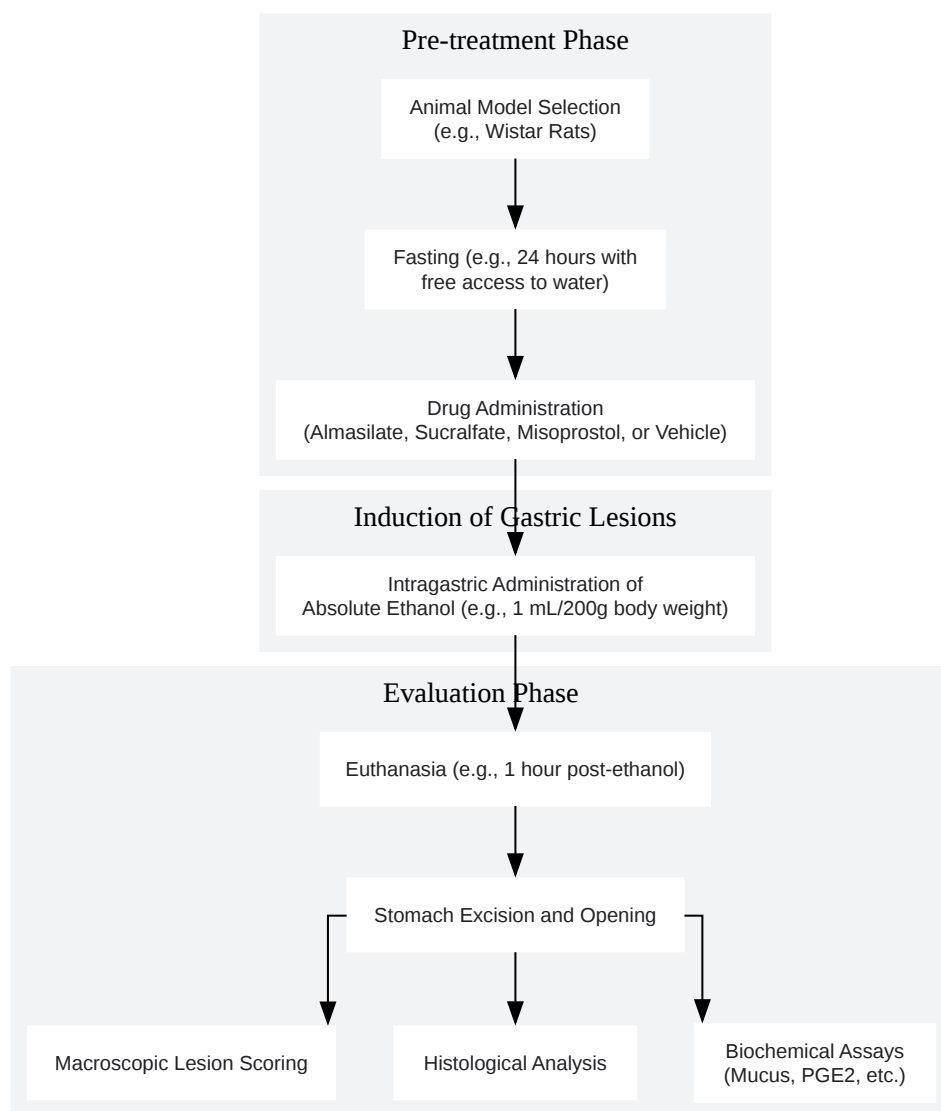 Pre-treatment Phase
Animal Model Selection
(e.g., Wistar Rats)
Fasting (e.g., 24 hours with
free access to water)
Drug Administration
(Almasilate, Sucralfate, Misoprostol, or Vehicle)
Induction of Gastric Lesions
Intragastric Administration of
Absolute Ethanol (e.g., 1 mL/200g body weight)
Evaluation Phase
Euthanasia (e.g., 1 hour post-ethanol)
Stomach Excision and Opening
Macroscopic Lesion Scoring
Histological Analysis
Biochemical Assays
(Mucus, PGE2, etc.)